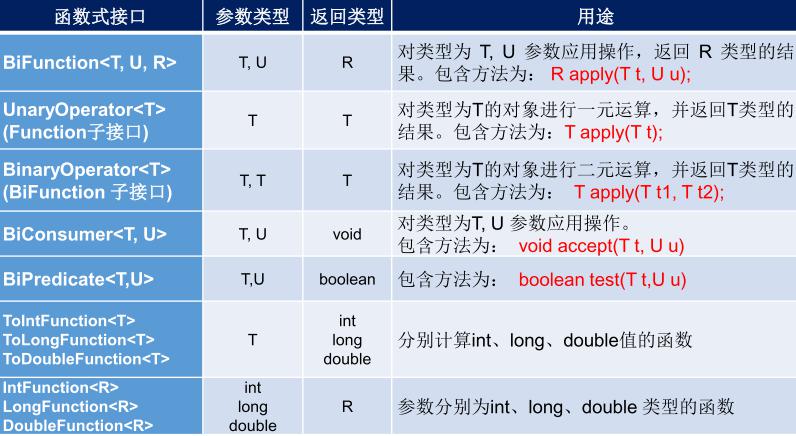 函数式接口 参数类型 返回类型 用途
BiFunction<T, U, R> T, U R 对类型为 T, U 参数应用操作，返回 R 类型的结
果。包含方法为： R apply(T t, U u);
UnaryOperator<T>
(Function子接口) T T 对类型为T的对象进行一元运算，并返回T类型的
结果。包含方法为：T apply(T t);
BinaryOperator<T>
(BiFunction 子接口) T, T T 对类型为T的对象进行二元运算，并返回T类型的
结果。包含方法为： T apply(T t1, T t2);
BiConsumer<T, U> T, U void 对类型为T, U 参数应用操作。
包含方法为： void accept(T t, U u)
BiPredicate<T,U> T,U boolean 包含方法为： boolean test(T t,U u)
ToIntFunction<T>
ToLongFunction<T>
ToDoubleFunction<T>
T
int
long
double
分别计算int、long、double值的函数
IntFunction<R>
LongFunction<R>
DoubleFunction<R>
int
long
double
R
参数分别为int、long、double 类型的函数